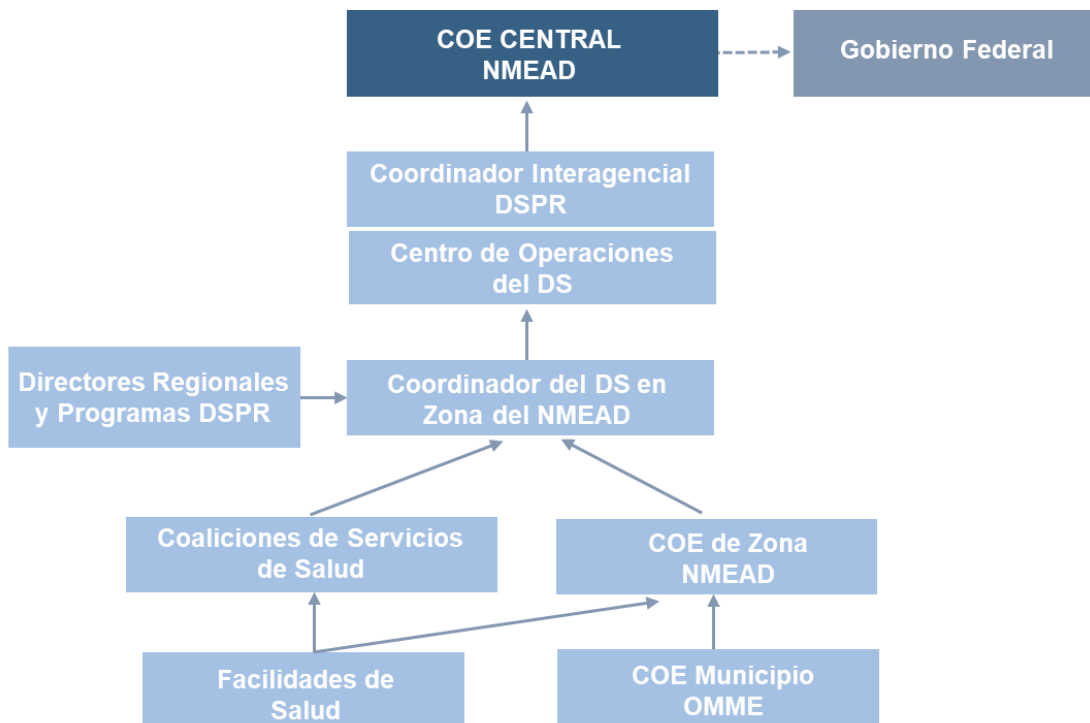 COE CENTRAL
NMEAD
Gobierno Federal
Coordinador Interagencial
DSPR
Centro de Operaciones
del DS
Directores Regionales
y Programas DSPR
Coordinador del DS en
Zona del NMEAD
Coaliciones de Servicios
de Salud
COE de Zona
NMEAD
Facilidades de
Salud
COE Municipio
OMME